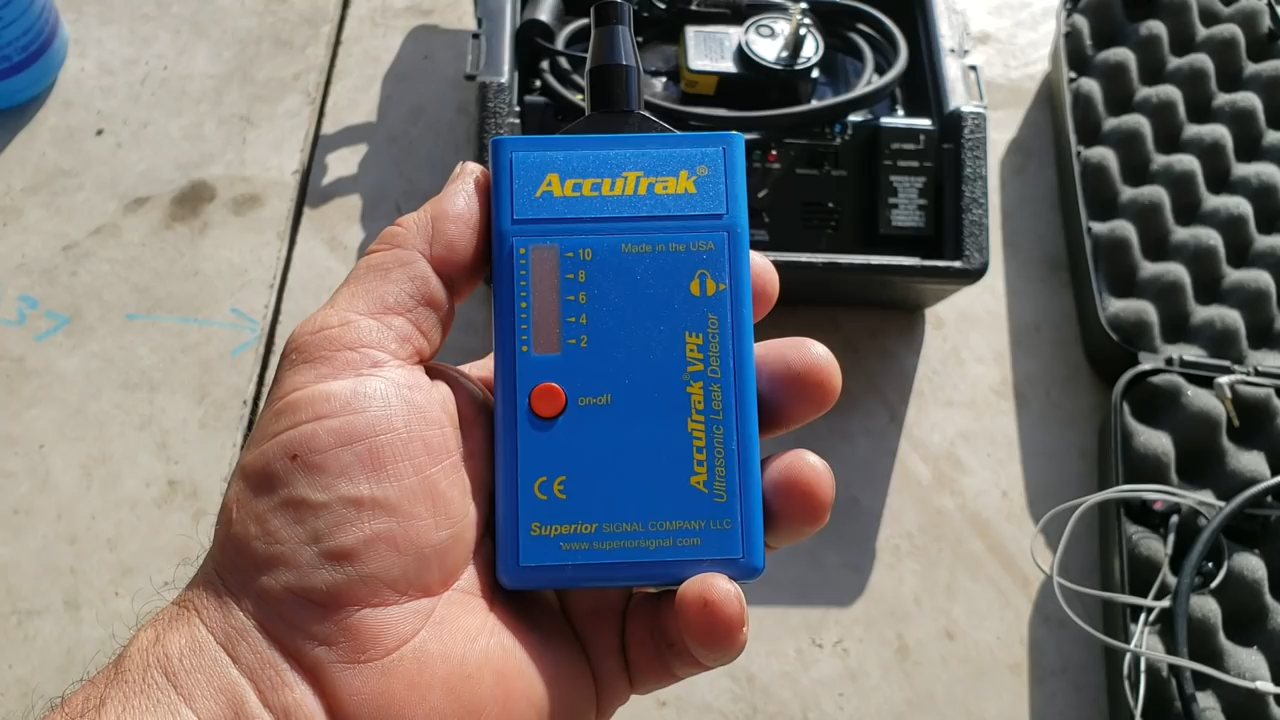 AccuTrak®
Made in the USA
10
8
6
4
2
on•off
AccuTrak® VPE
Ultrasonic Leak Detector
CE
Superior SIGNAL COMPANY LLC
www.superiorsignal.com